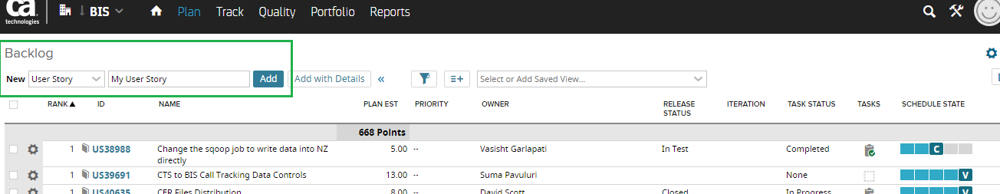 ca
technologies
BIS Plan Track Quality Portfolio Reports
Backlog
New User Story My User Story Add Add with Details « Select or Add Saved View...
RANK ID NAME PLAN EST PRIORITY OWNER RELEASE STATUS ITERATION TASK STATUS TASKS SCHEDULE STATE
668 Points
1 US38988 Change the sqoop job to write data into NZ directly 5.00 -- Vasisht Garlapati In Test Completed C
1 US39691 CTS to BIS Call Tracking Data Controls 13.00 -- Suma Pavuluri None V
1 US40635 CER Files Distribution 8.00 -- David Scott Closed In Progress V